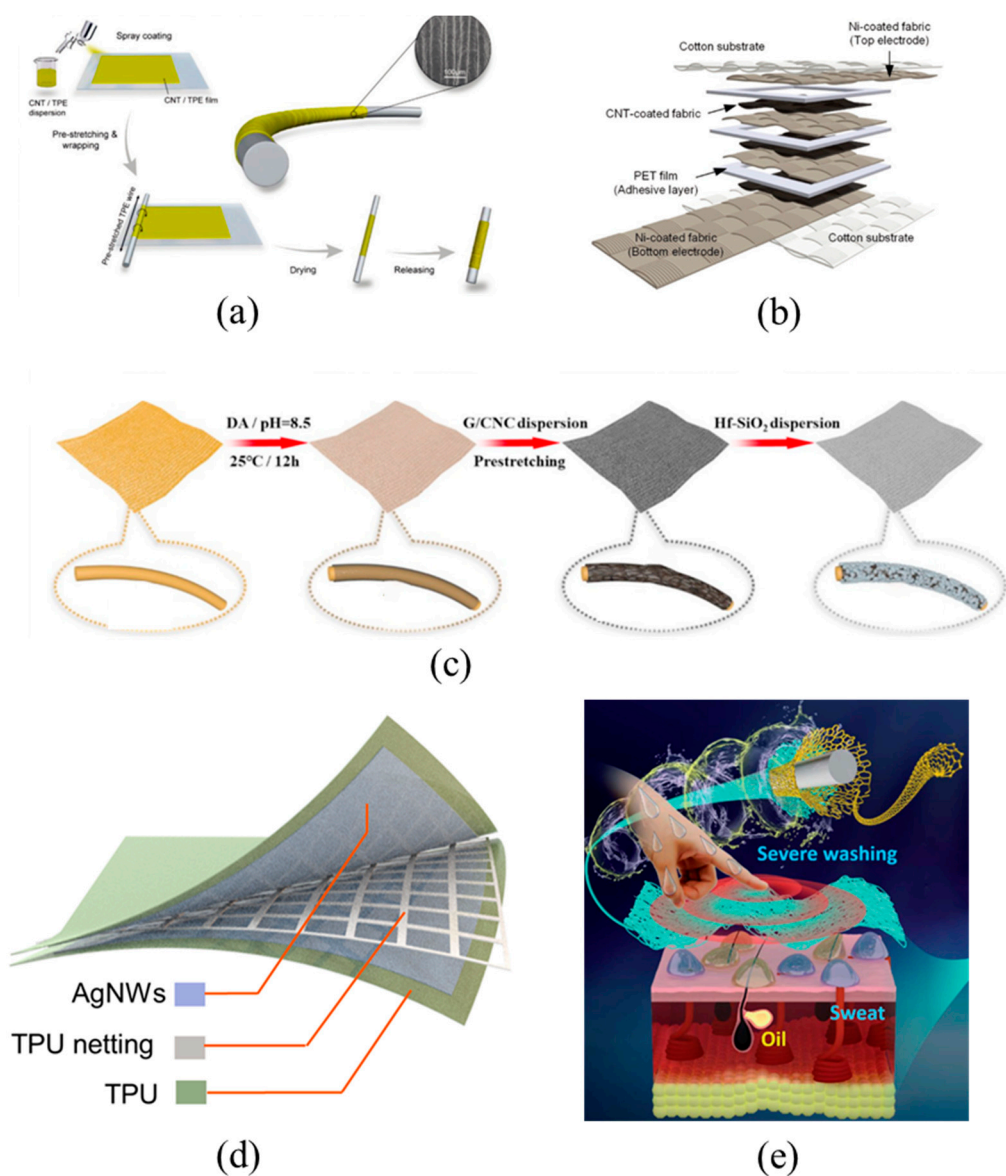 Spray coating
CNT / TPE
dispersion
CNT / TPE film
100μm
Pre-stretching &
wrapping
Pre-stretched TPE wire
Drying
Releasing
(a)
Ni-coated fabric
(Top electrode)
Cotton substrate
CNT-coated fabric
PET film
(Adhesive layer)
Ni-coated fabric
(Bottom electrode)
Cotton substrate
(b)
DA / pH=8.5
25℃ / 12h
G/CNC dispersion
Prestretching
Hf-SiO₂ dispersion
(c)
AgNWs
TPU netting
TPU
(d)
Severe washing
Sweat
Oil
(e)